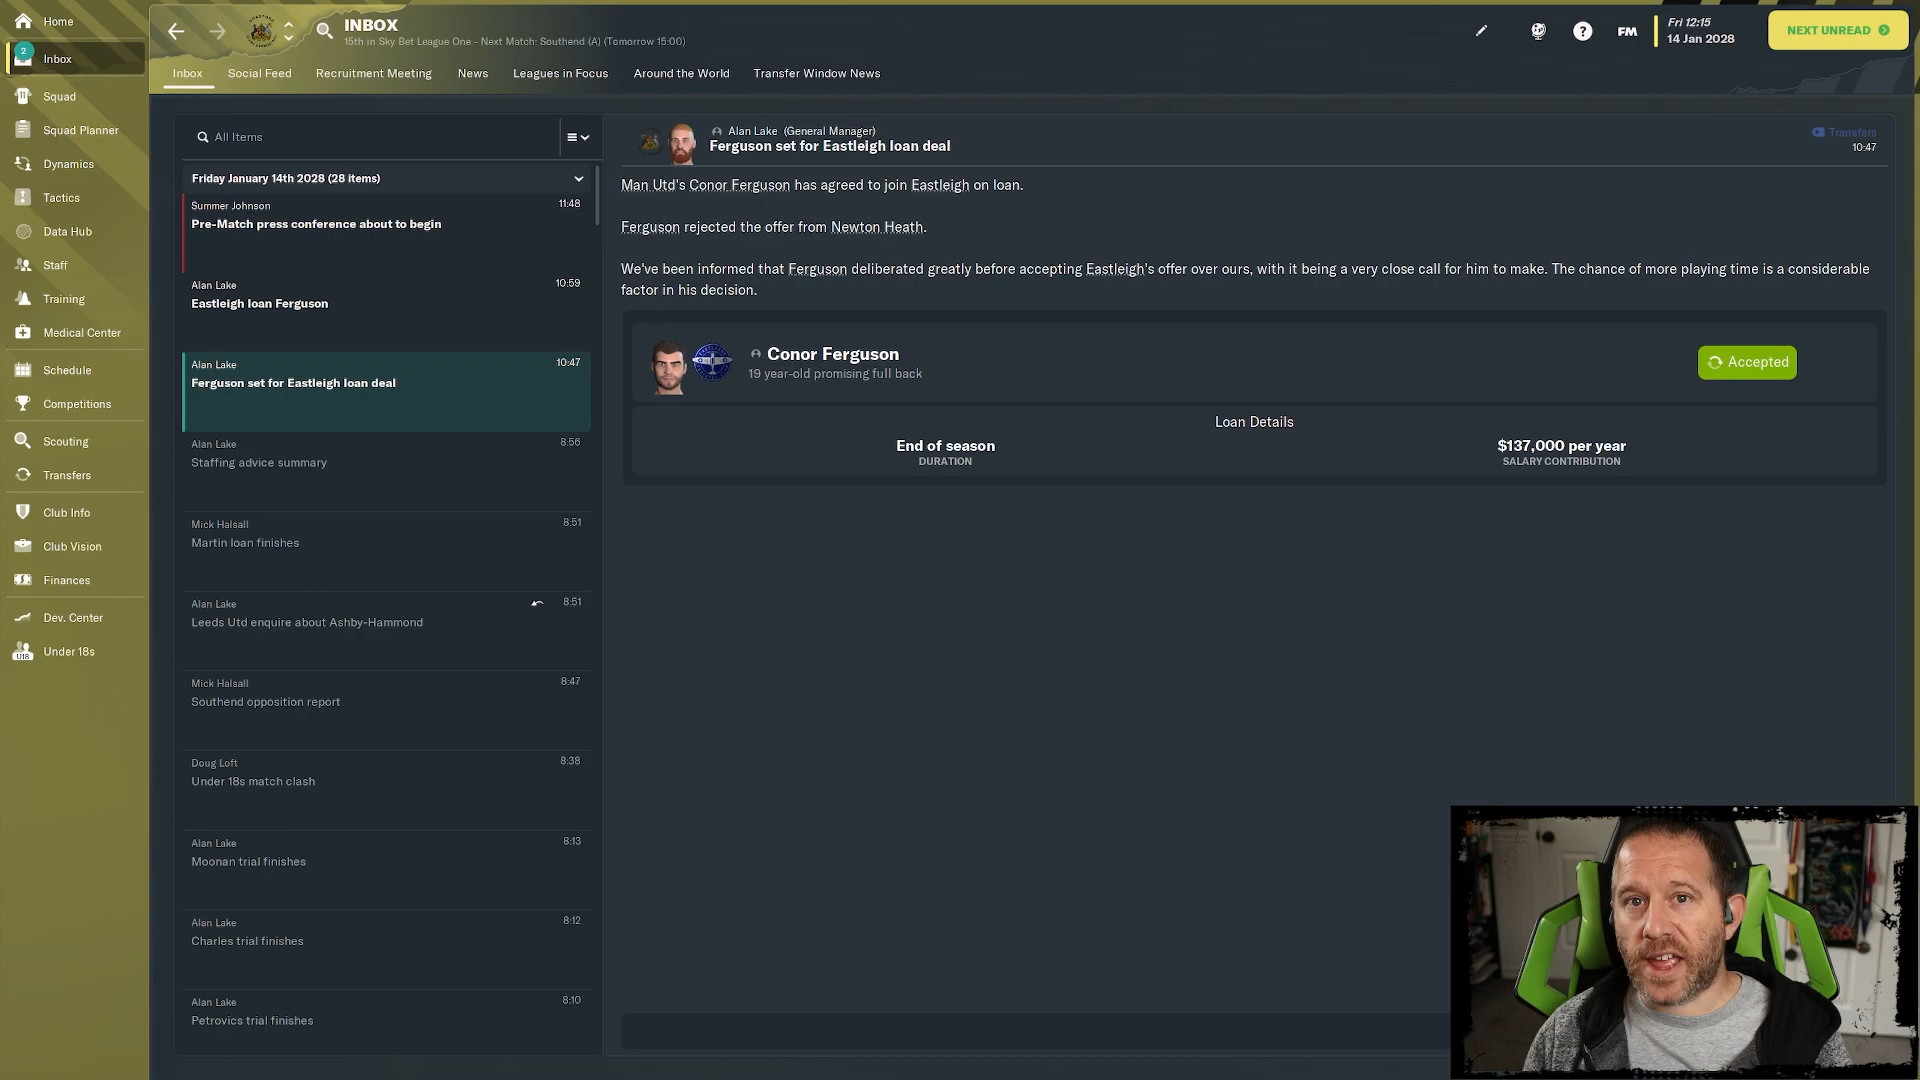 Home
2
Inbox
Squad
Squad Planner
Dynamics
Tactics
Data Hub
Staff
Training
Medical Center
Schedule
Competitions
Scouting
Transfers
Club Info
Club Vision
Finances
Dev. Center
U18
Under 18s
INBOX
15th in Sky Bet League One - Next Match: Southend (A) (Tomorrow 15:00)
FM
Fri 12:15
14 Jan 2028
NEXT UNREAD
Inbox
Social Feed
Recruitment Meeting
News
Leagues in Focus
Around the World
Transfer Window News
All Items
Friday January 14th 2028 (28 items)
Summer Johnson 11:48
Pre-Match press conference about to begin
Alan Lake 10:59
Eastleigh loan Ferguson
Alan Lake 10:47
Ferguson set for Eastleigh loan deal
Alan Lake 8:56
Staffing advice summary
Mick Halsall 8:51
Martin loan finishes
Alan Lake 8:51
Leeds Utd enquire about Ashby-Hammond
Mick Halsall 8:47
Southend opposition report
Doug Loft 8:38
Under 18s match clash
Alan Lake 8:13
Moonan trial finishes
Alan Lake 8:12
Charles trial finishes
Alan Lake 8:10
Petrovics trial finishes
Alan Lake (General Manager)
Ferguson set for Eastleigh loan deal
Transfers
10:47
Man Utd's Conor Ferguson has agreed to join Eastleigh on loan.
Ferguson rejected the offer from Newton Heath.
We've been informed that Ferguson deliberated greatly before accepting Eastleigh's offer over ours, with it being a very close call for him to make. The chance of more playing time is a considerable
factor in his decision.
Conor Ferguson
19 year-old promising full back
Accepted
Loan Details
End of season
DURATION
$137,000 per year
SALARY CONTRIBUTION